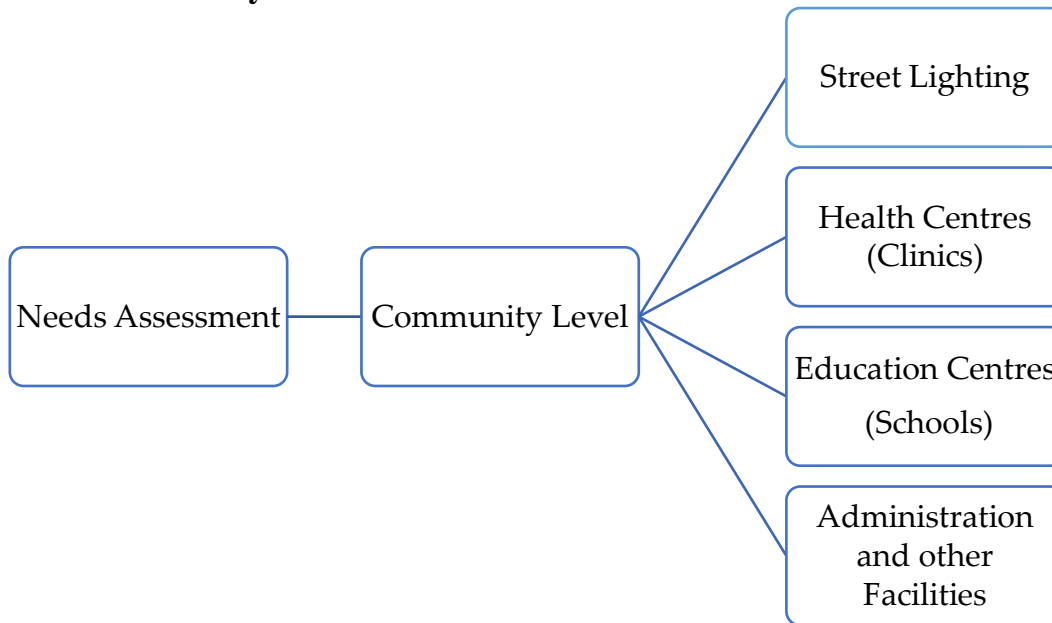 Needs Assessment
Community Level
Street Lighting
Health Centres
(Clinics)
Education Centres
(Schools)
Administration
and other
Facilities